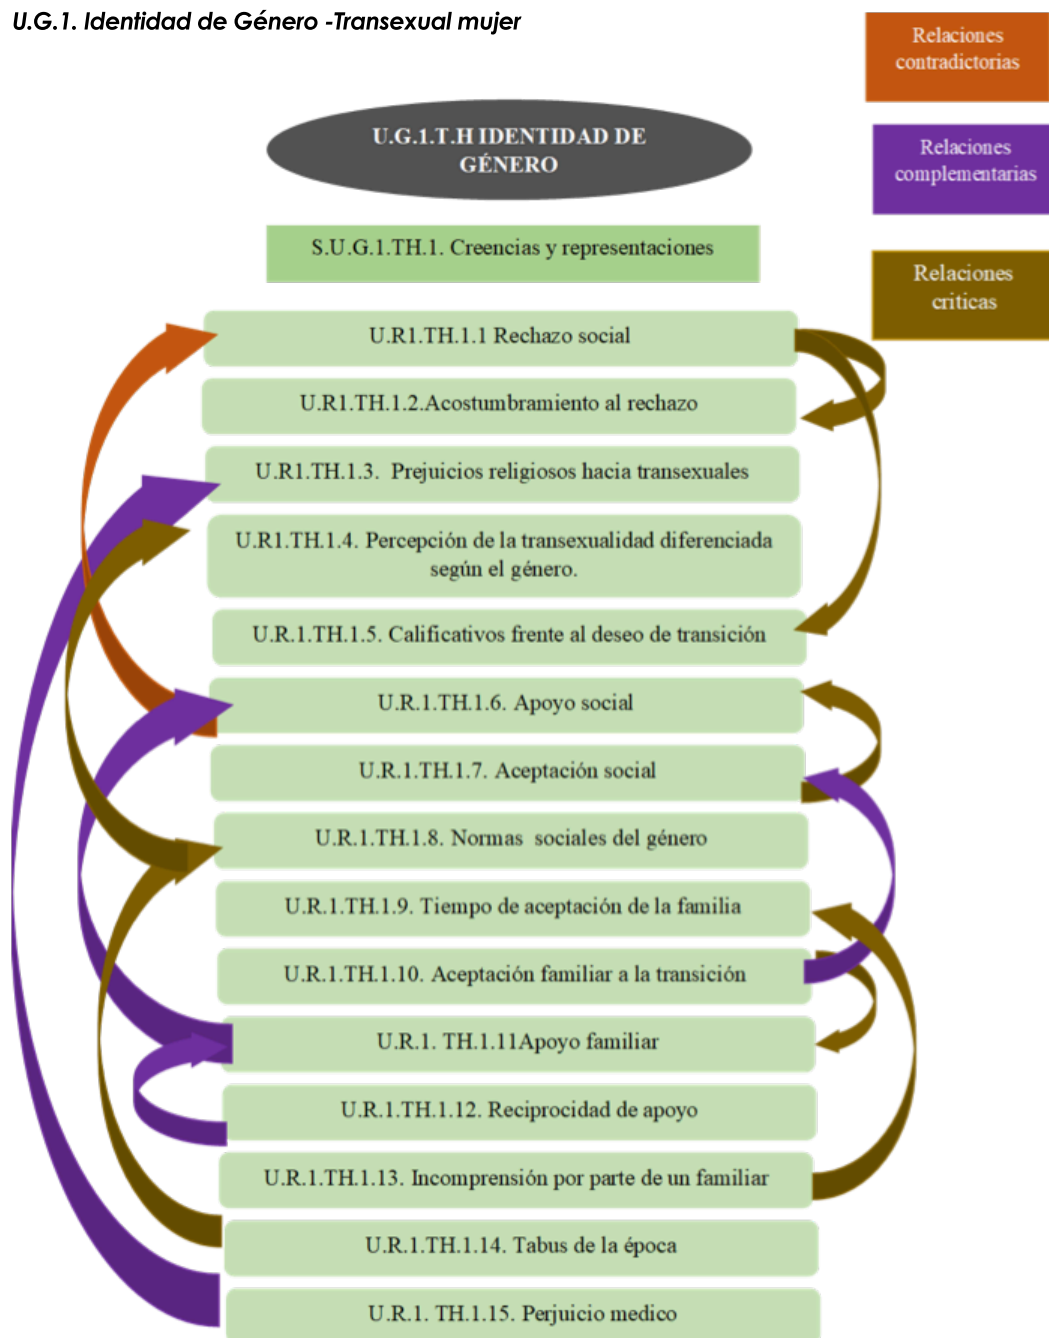 U.G.1. Identidad de Género -Transexual mujer
Relaciones
contradictorias
U.G.1.T.H IDENTIDAD DE
GÉNERO
Relaciones
complementarias
S.U.G.1.TH.1. Creencias y representaciones
Relaciones
criticas
U.R1.TH.1.1 Rechazo social
U.R1.TH.1.2.Acostumbramiento al rechazo
U.R1.TH.1.3. Prejuicios religiosos hacia transexuales
U.R1.TH.1.4. Percepción de la transexualidad diferenciada
según el género.
U.R.1.TH.1.5. Calificativos frente al deseo de transición
U.R.1.TH.1.6. Apoyo social
U.R.1.TH.1.7. Aceptación social
U.R.1.TH.1.8. Normas sociales del género
U.R.1.TH.1.9. Tiempo de aceptación de la familia
U.R.1.TH.1.10. Aceptación familiar a la transición
U.R.1. TH.1.11Apoyo familiar
U.R.1.TH.1.12. Reciprocidad de apoyo
U.R.1.TH.1.13. Incomprensión por parte de un familiar
U.R.1.TH.1.14. Tabus de la época
U.R.1. TH.1.15. Perjuicio medico